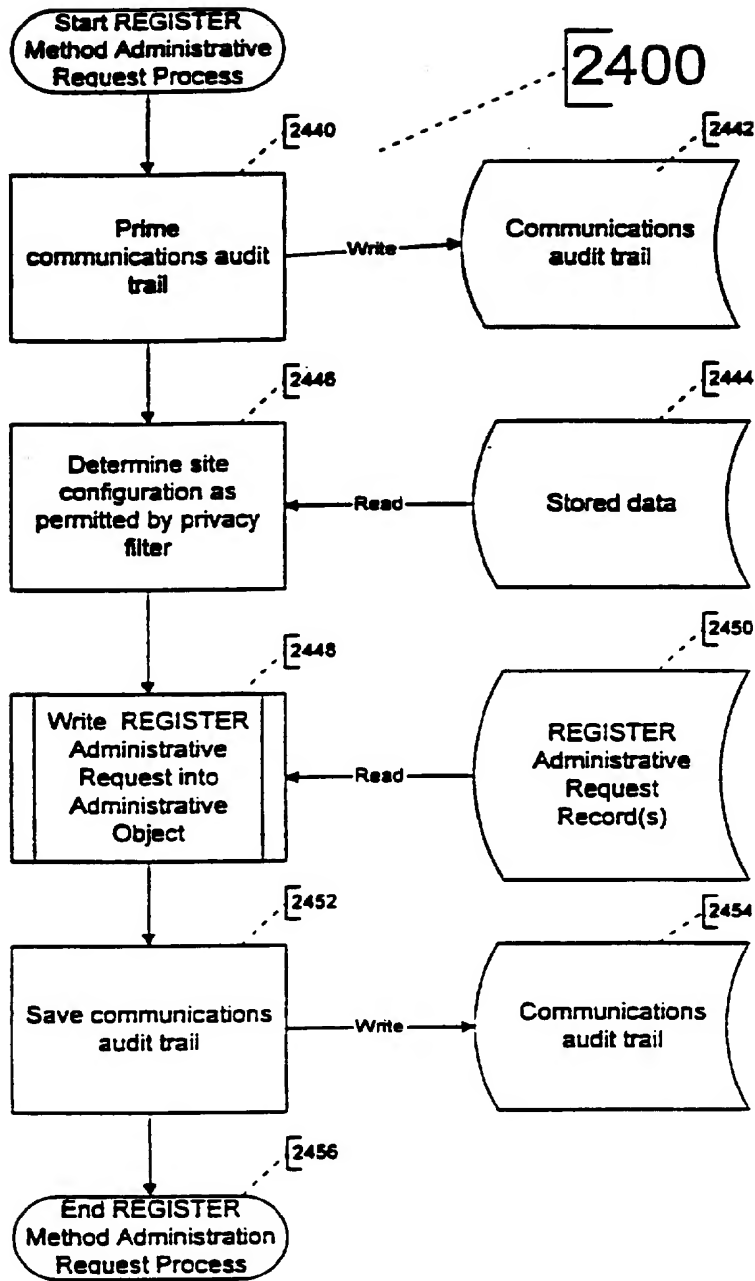 Start REGISTER
Method Administrative
Request Process
2400
2440
2442
Prime
communications audit
trail
Write
Communications
audit trail
2446
2444
Determine site
configuration as
permitted by privacy
filter
Read
Stored data
2448
2450
Write REGISTER
Administrative
Request into
Administrative
Object
Read
REGISTER
Administrative
Request
Record(s)
2452
2454
Save communications
audit trail
Write
Communications
audit trail
2456
End REGISTER
Method Administration
Request Process